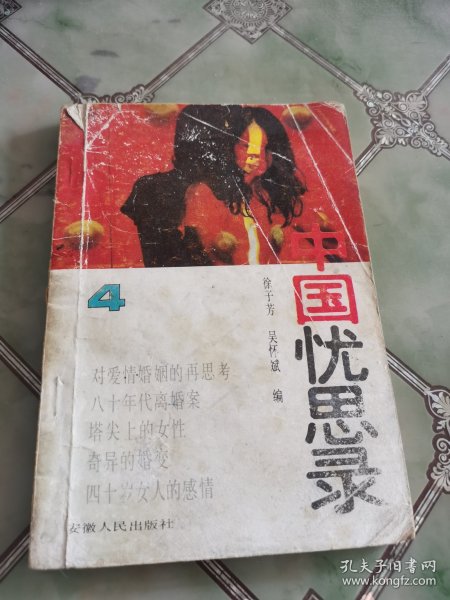 中国忧思录
徐子芳 吴怀斌 编
4
对爱情婚姻的再思考
八十年代离婚案
塔尖上的女性
奇异的婚变
四十岁女人的感情
安徽人民出版社
孔夫子旧书网
www.kongfz.com